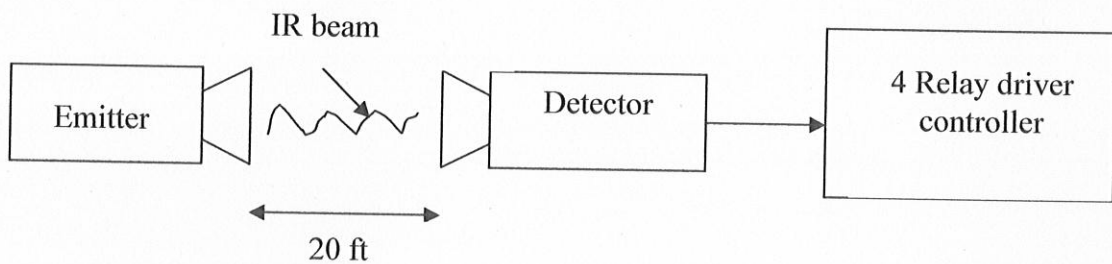 IR beam
Emitter
Detector
4 Relay driver
controller
20 ft